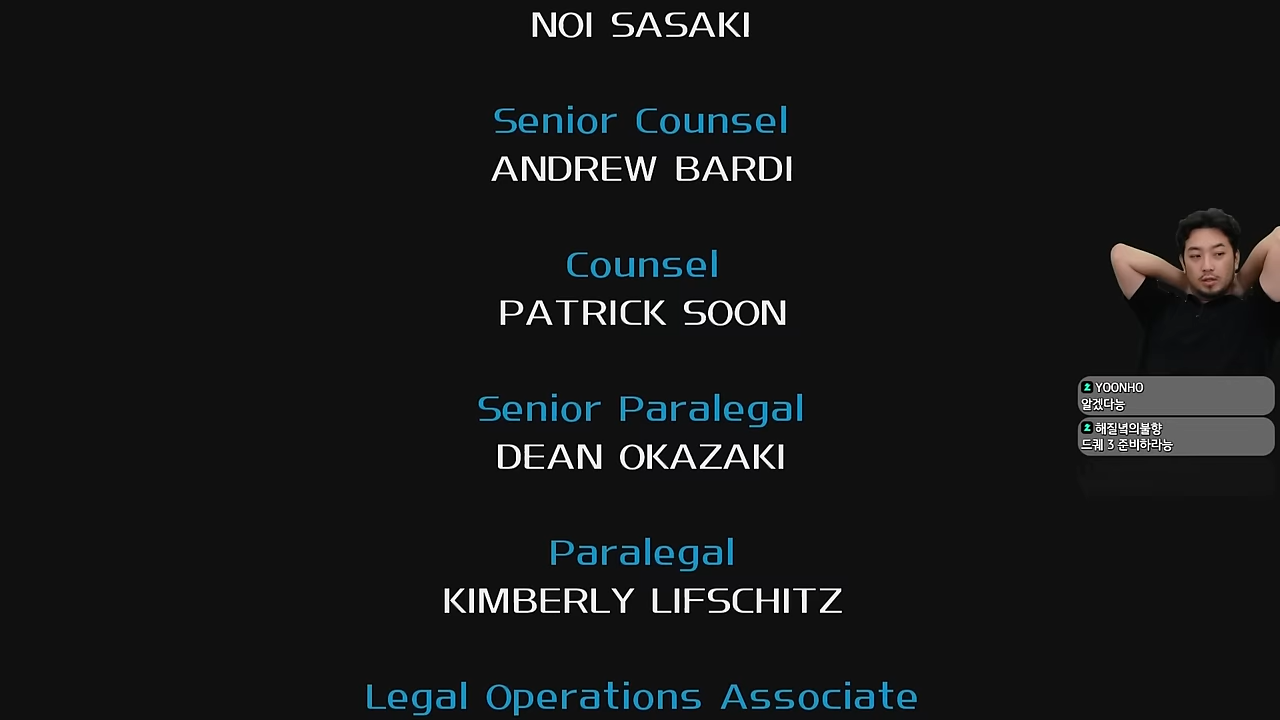 NOI SASAKI
Senior Counsel
ANDREW BARDI
Counsel
PATRICK SOON
Senior Paralegal
DEAN OKAZAKI
Paralegal
KIMBERLY LIFSCHITZ
Legal Operations Associate
YOONHO
알겠다능
해질녘의불향
드퀘 3 준비하라능